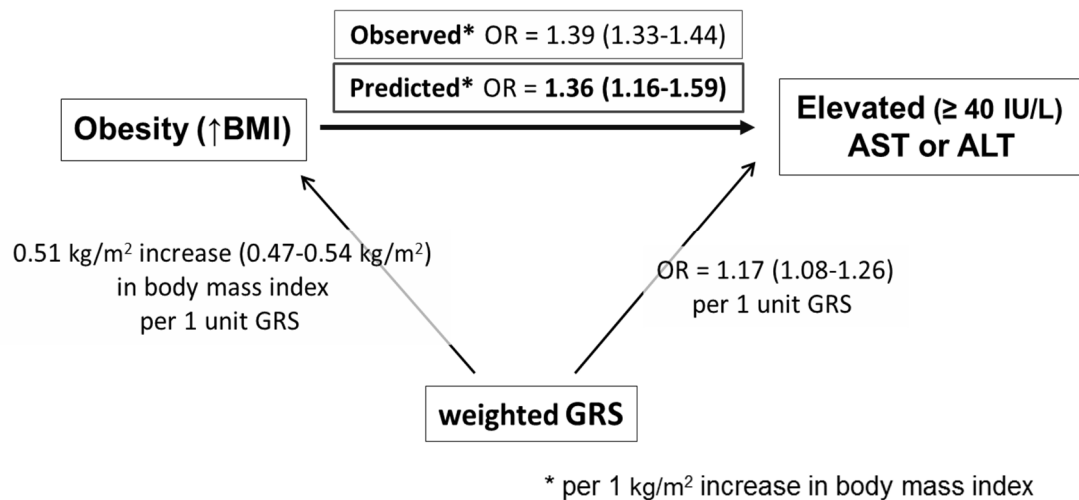 Observed* OR = 1.39 (1.33-1.44)
Predicted* OR = 1.36 (1.16-1.59)
Obesity (↑BMI)
Elevated (≥ 40 IU/L)
AST or ALT
0.51 kg/m² increase (0.47-0.54 kg/m²)
in body mass index
per 1 unit GRS
OR = 1.17 (1.08-1.26)
per 1 unit GRS
weighted GRS
* per 1 kg/m² increase in body mass index